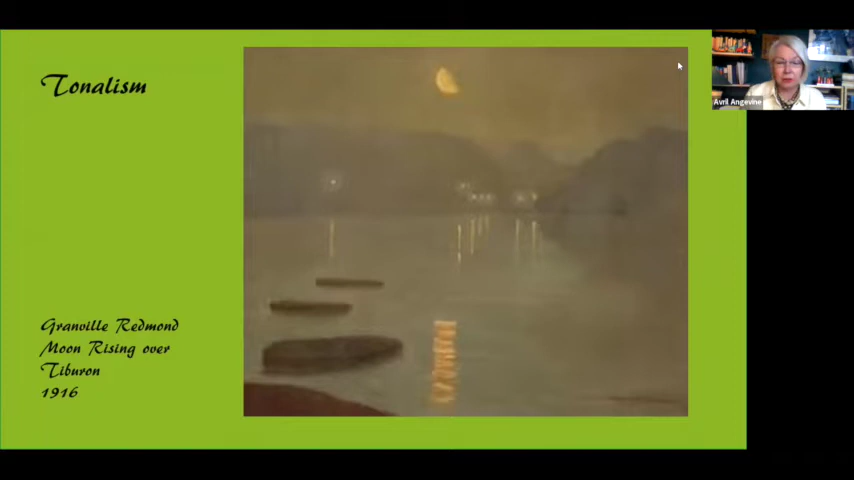 Tonalism
Avril Angevine
Granville Redmond
Moon Rising over
Tiburon
1916